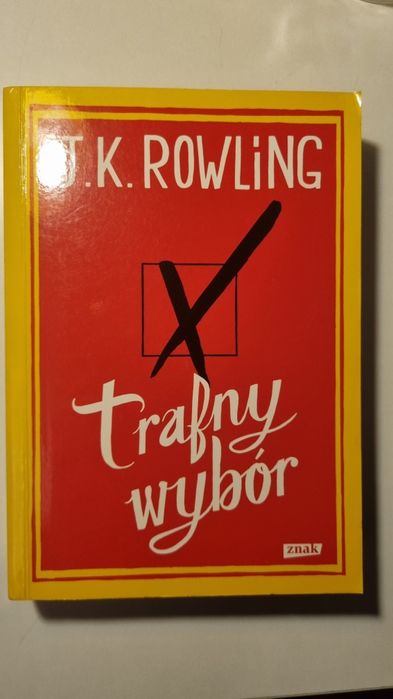 J.K. ROWLING
trafny
wybór
znak